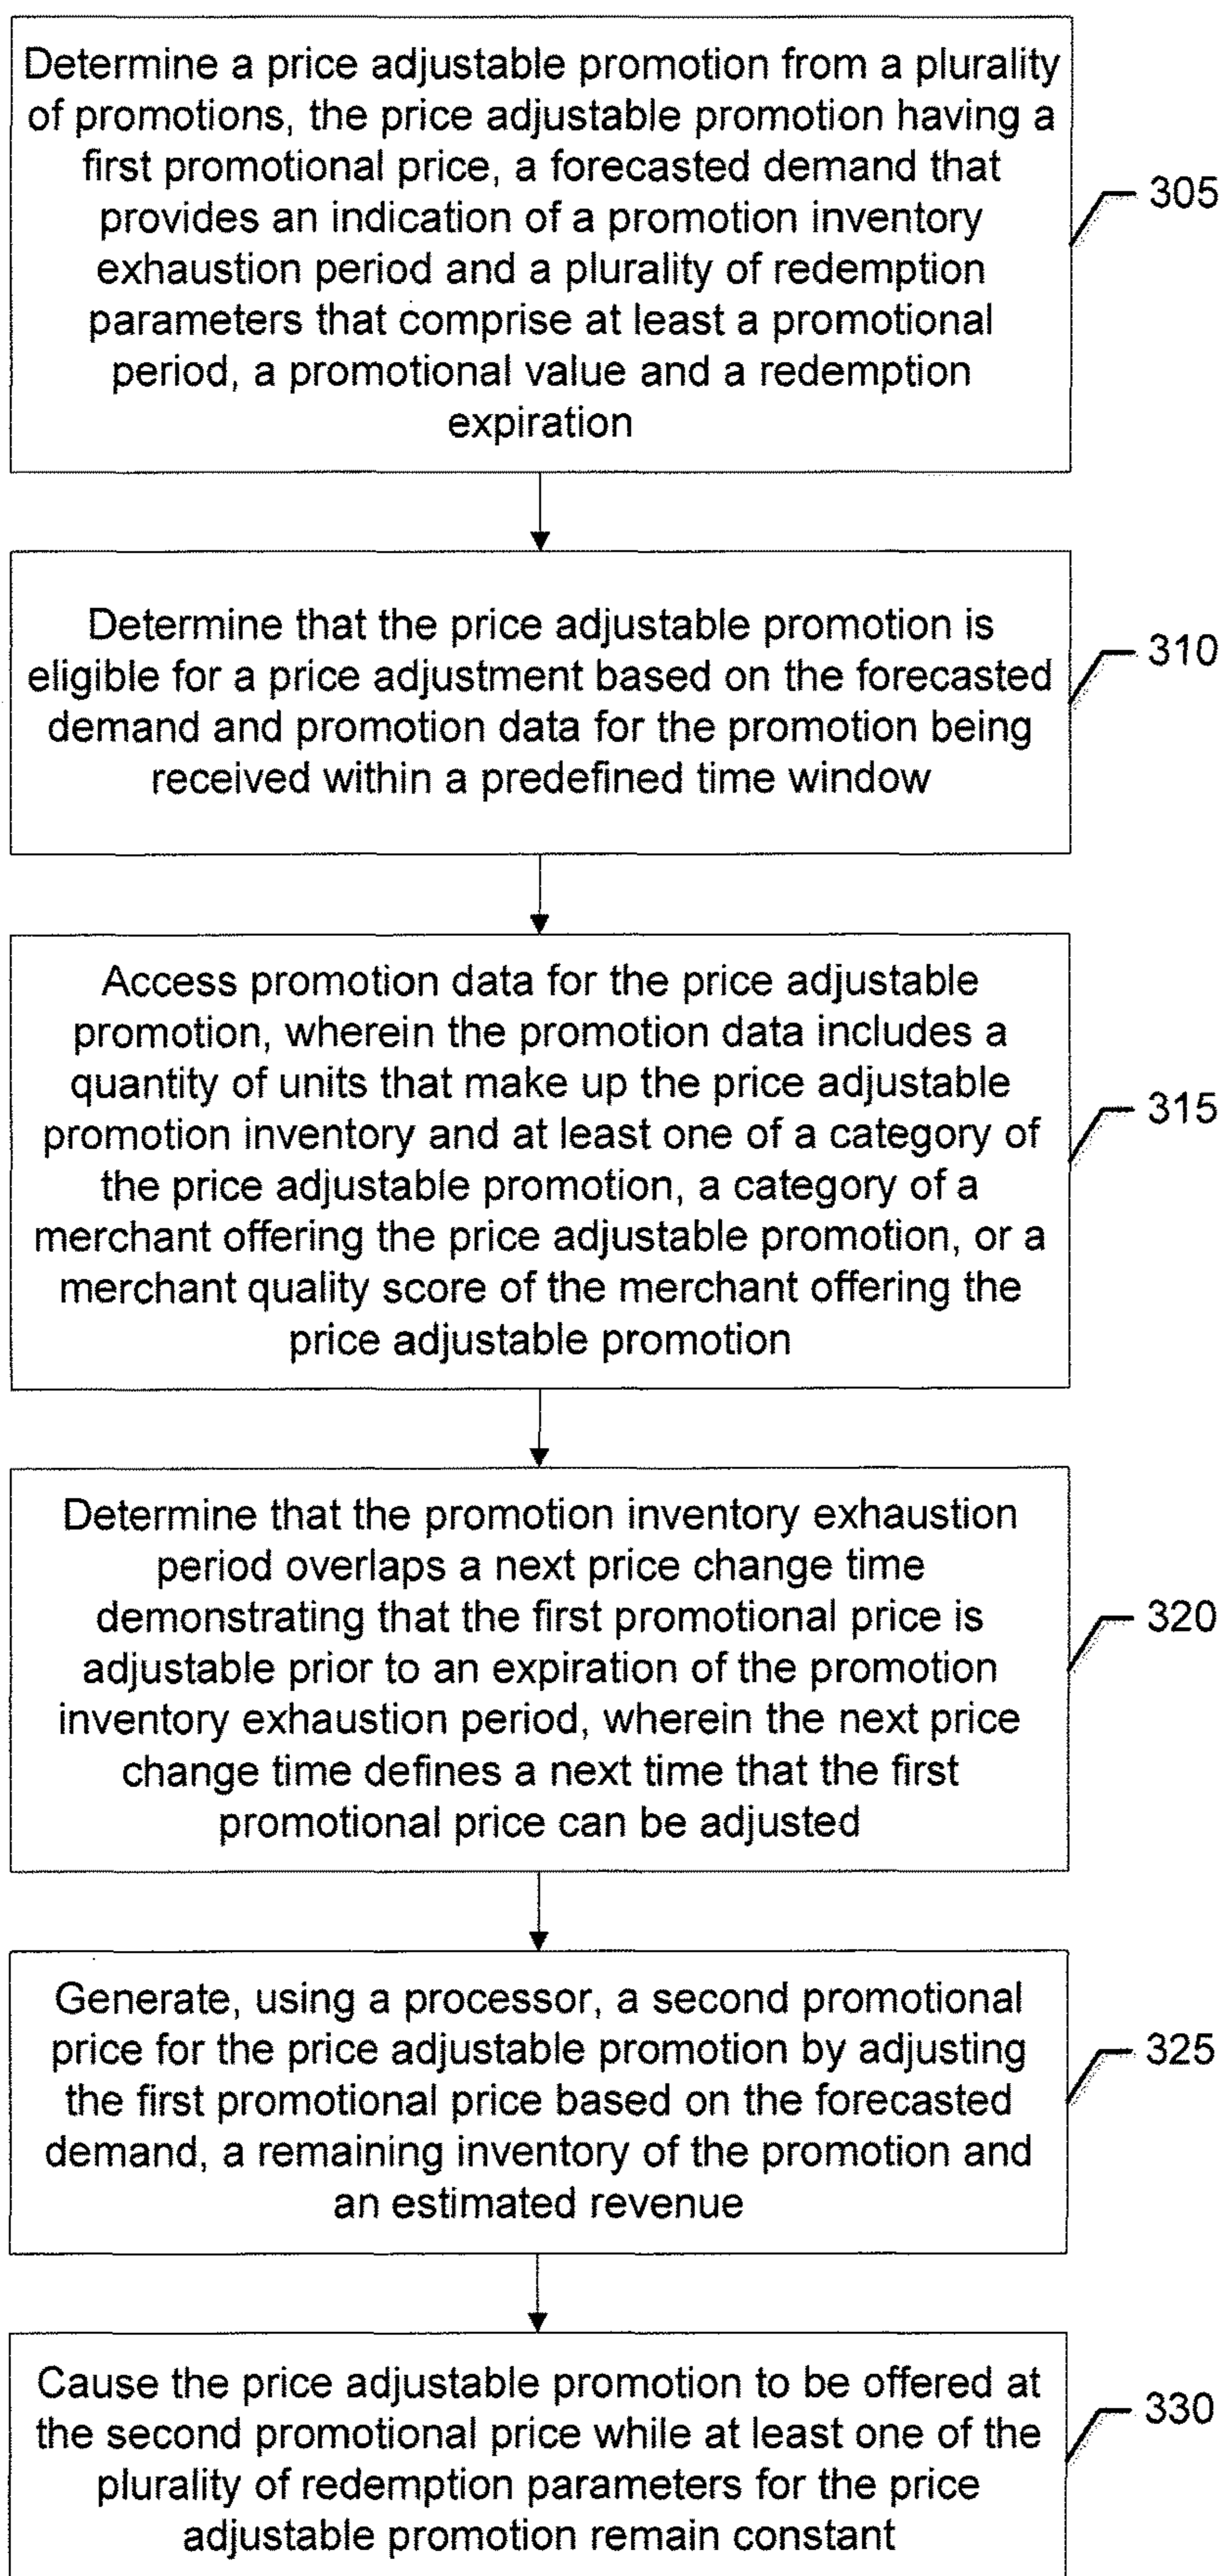 Determine a price adjustable promotion from a plurality
of promotions, the price adjustable promotion having a
first promotional price, a forecasted demand that
provides an indication of a promotion inventory
exhaustion period and a plurality of redemption
parameters that comprise at least a promotional
period, a promotional value and a redemption
expiration
305
Determine that the price adjustable promotion is
eligible for a price adjustment based on the forecasted
demand and promotion data for the promotion being
received within a predefined time window
310
Access promotion data for the price adjustable
promotion, wherein the promotion data includes a
quantity of units that make up the price adjustable
promotion inventory and at least one of a category of
the price adjustable promotion, a category of a
merchant offering the price adjustable promotion, or a
merchant quality score of the merchant offering the
price adjustable promotion
315
Determine that the promotion inventory exhaustion
period overlaps a next price change time
demonstrating that the first promotional price is
adjustable prior to an expiration of the promotion
inventory exhaustion period, wherein the next price
change time defines a next time that the first
promotional price can be adjusted
320
Generate, using a processor, a second promotional
price for the price adjustable promotion by adjusting
the first promotional price based on the forecasted
demand, a remaining inventory of the promotion and
an estimated revenue
325
Cause the price adjustable promotion to be offered at
the second promotional price while at least one of the
plurality of redemption parameters for the price
adjustable promotion remain constant
330